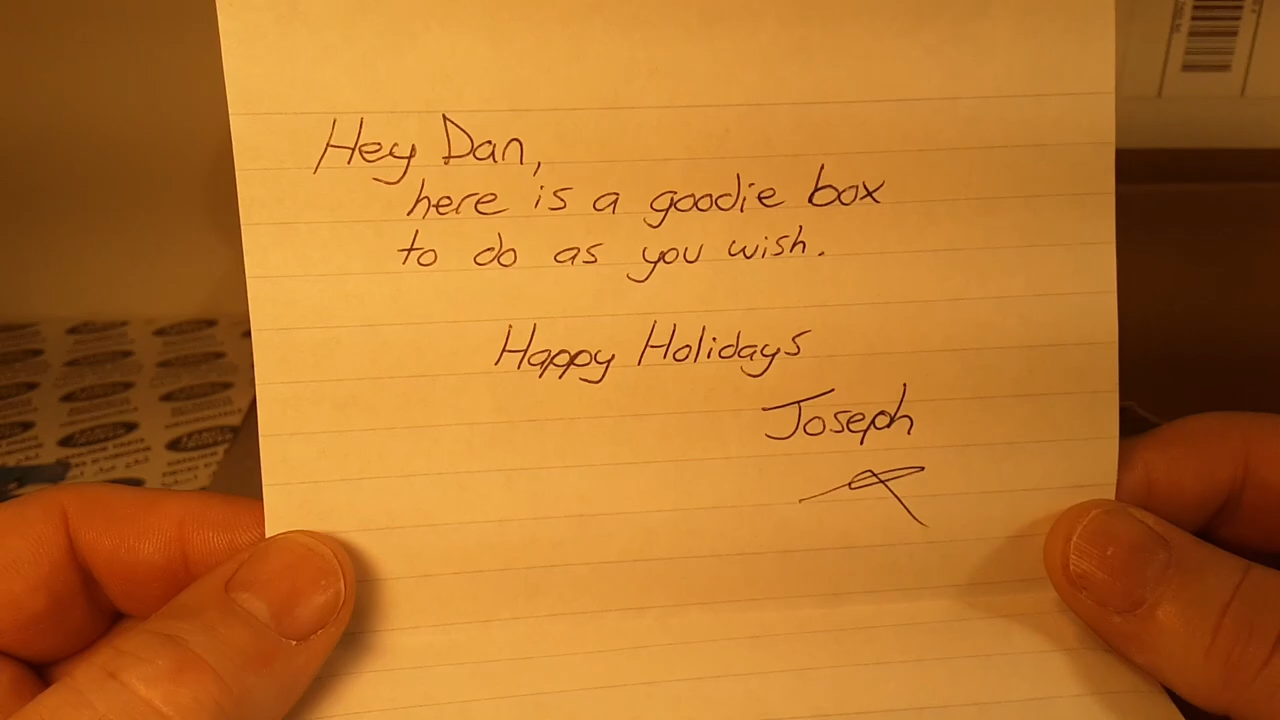 Hey Dan,
here is a goodie box
to do as you wish.
Happy Holidays
Joseph